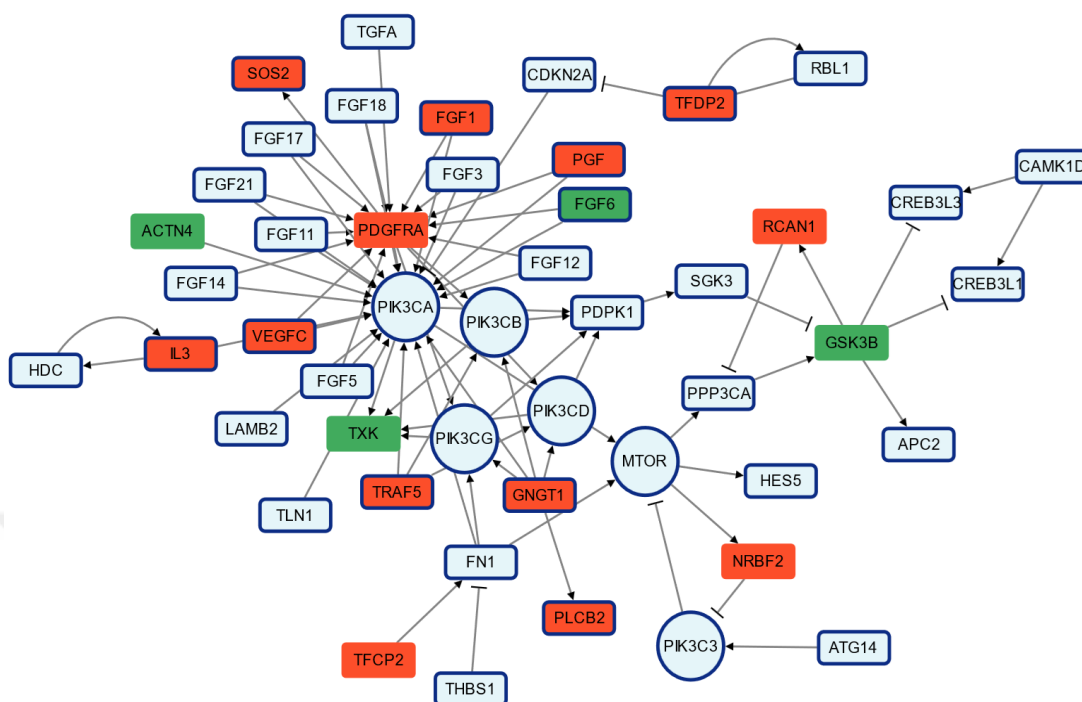 TGFA
SOS2
CDKN2A
RBL1
FGF18
TFDP2
FGF1
FGF17
PGF
CAMK1D
FGF3
FGF21
FGF6
CREB3L3
ACTN4
FGF11
PDGFRA
RCAN1
FGF12
FGF14
SGK3
CREB3L1
PIK3CA
PIK3CB
PDPK1
VEGFC
GSK3B
IL3
HDC
FGF5
PPP3CA
PIK3CD
LAMB2
TXK
PIK3CG
APC2
MTOR
HES5
TRAF5
GNGT1
TLN1
FN1
NRBF2
PLCB2
TFCP2
PIK3C3
ATG14
THBS1